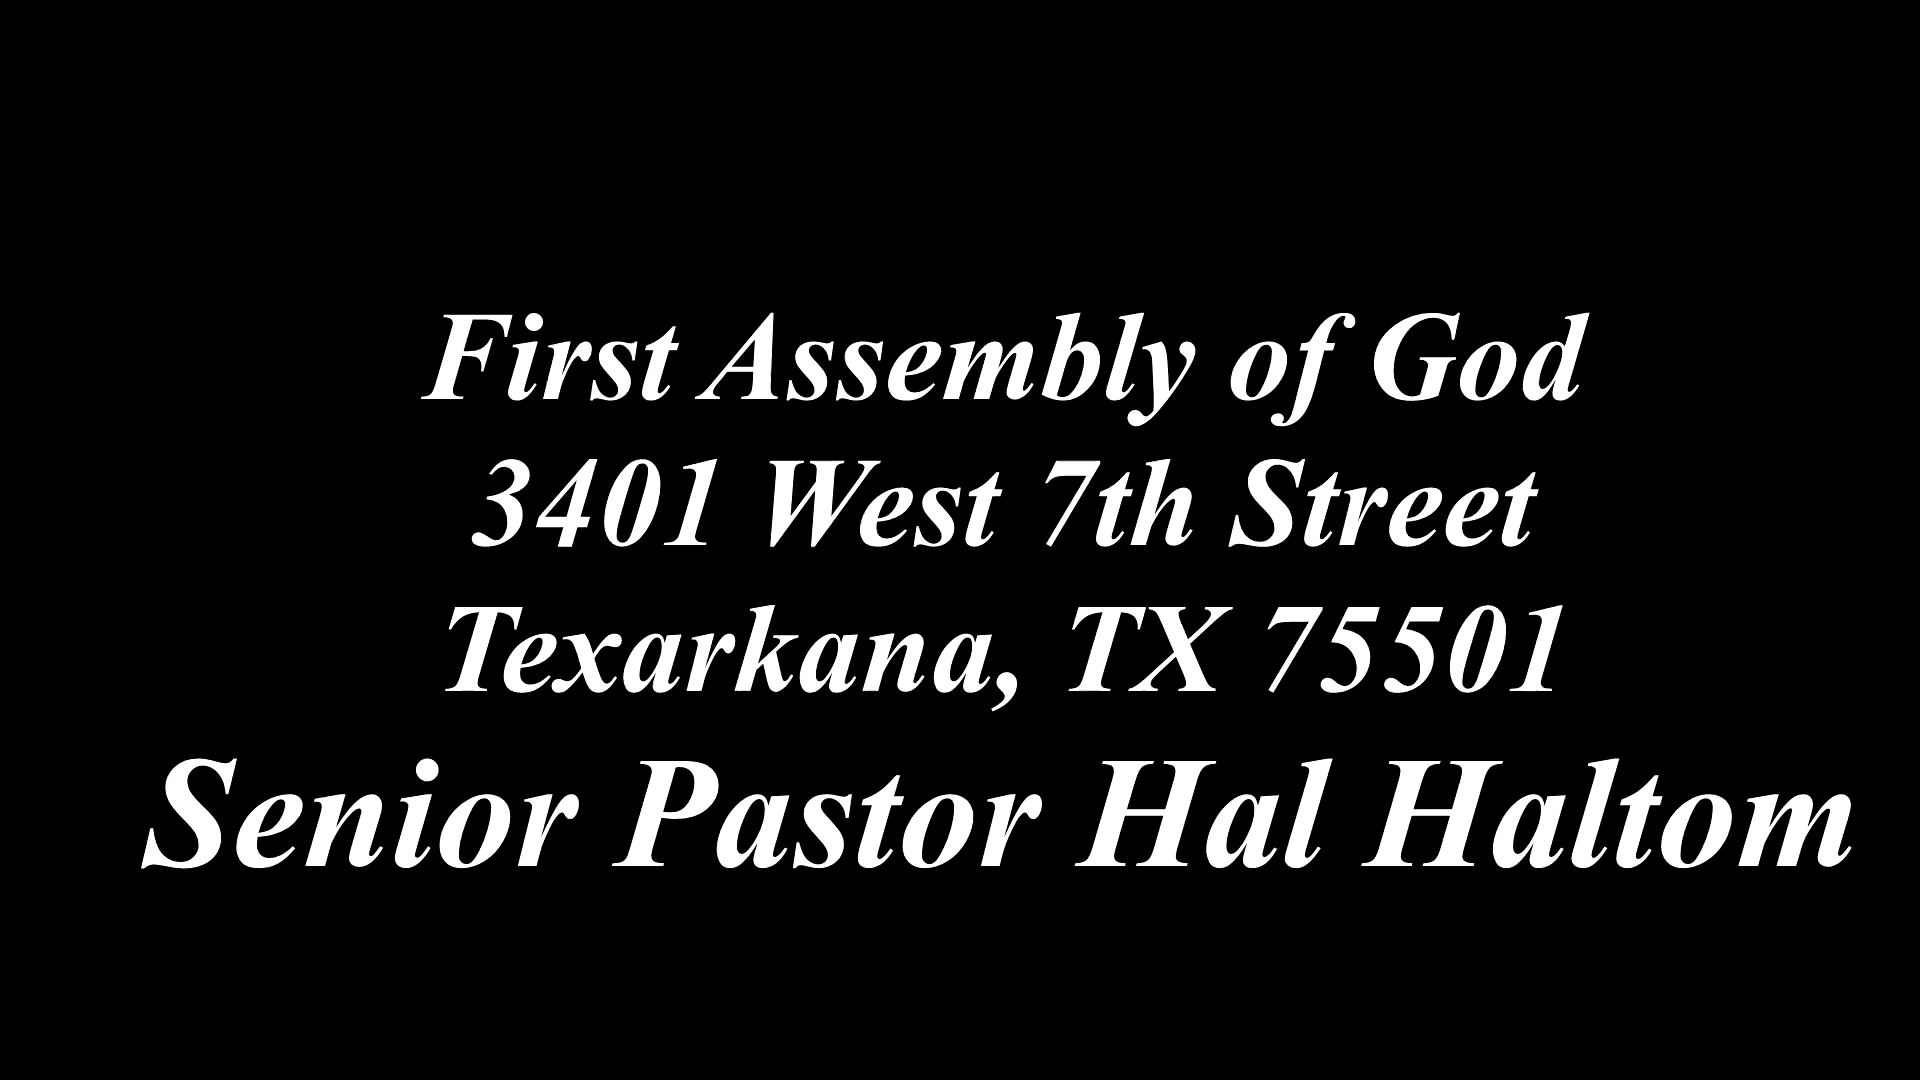 First Assembly of God
3401 West 7th Street
Texarkana, TX 75501
Senior Pastor Hal Haltom